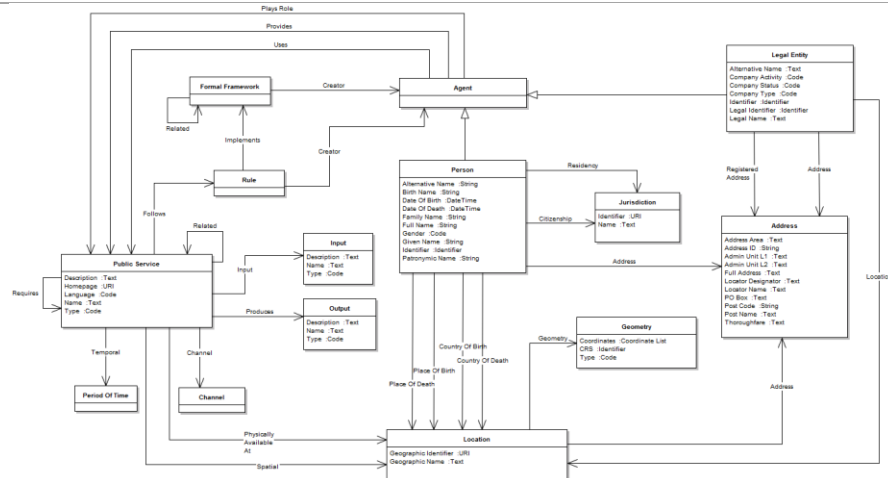 Plays Role
Provides
Uses
Legal Entity
Alternative Name :Text
Company Activity :Code
Company Status :Code
Company Type :Code
Identifier :Identifier
Legal Identifier :Identifier
Legal Name :Text
Formal Framework
Creator
Agent
Related
Implements
Creator
Rule
Person
Alternative Name :String
Birth Name :String
Date Of Birth :DateTime
Date Of Death :DateTime
Family Name :String
Full Name :String
Gender :Code
Given Name :String
Identifier :Identifier
Patronymic Name :String
Residency
Citizenship
Address
Jurisdiction
Identifier :URI
Name :Text
Registered
Address
Address
Address
Address Area :Text
Address ID :String
Admin Unit L1 :Text
Admin Unit L2 :Text
Full Address :Text
Locator Designator :Text
Locator Name :Text
PO Box :Text
Post Code :String
Post Name :Text
Thoroughfare :Text
Locatio
Follows
Related
Public Service
Description :Text
Homepage :URI
Language :Code
Name :Text
Type :Code
Requires
Input
Input
Description :Text
Name :Text
Type :Code
Produces
Output
Description :Text
Name :Text
Type :Code
Temporal
Channel
Period Of Time
Channel
Country Of Birth
Country Of Death
Place Of Birth
Place Of Death
Geometry
Geometry
Coordinates :Coordinate List
CRS :Identifier
Type :Code
Address
Physically
Available
At
Spatial
Location
Geographic Identifier :URI
Geographic Name :Text